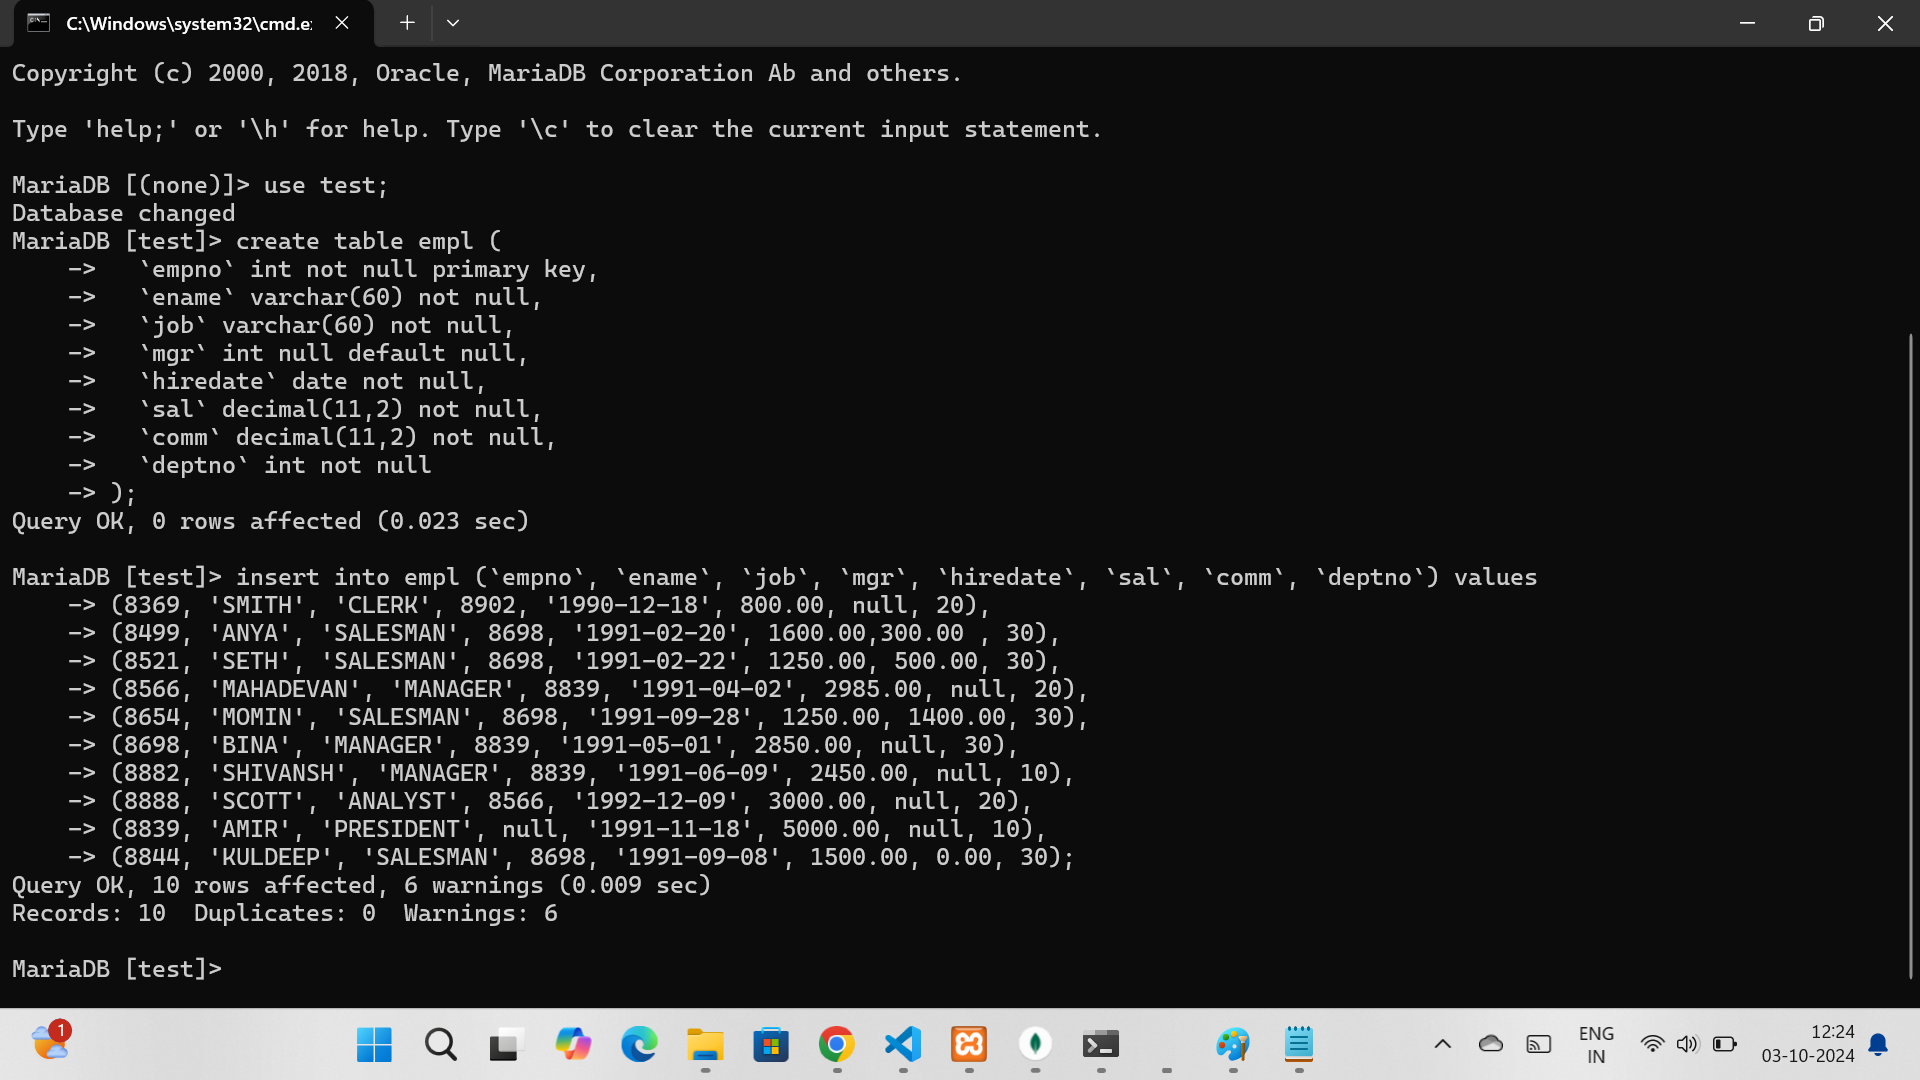 C:\Windows\system32\cmd.e
Copyright (c) 2000, 2018, Oracle, MariaDB Corporation Ab and others.
Type 'help;' or '\h' for help. Type '\c' to clear the current input statement.
MariaDB [(none)]> use test;
Database changed
MariaDB [test]> create table empl (
    ->   `empno` int not null primary key,
    ->   `ename` varchar(60) not null,
    ->   `job` varchar(60) not null,
    ->   `mgr` int null default null,
    ->   `hiredate` date not null,
    ->   `sal` decimal(11,2) not null,
    ->   `comm` decimal(11,2) not null,
    ->   `deptno` int not null
    -> );
Query OK, 0 rows affected (0.023 sec)
MariaDB [test]> insert into empl (`empno`, `ename`, `job`, `mgr`, `hiredate`, `sal`, `comm`, `deptno`) values
    -> (8369, 'SMITH', 'CLERK', 8902, '1990-12-18', 800.00, null, 20),
    -> (8499, 'ANYA', 'SALESMAN', 8698, '1991-02-20', 1600.00,300.00 , 30),
    -> (8521, 'SETH', 'SALESMAN', 8698, '1991-02-22', 1250.00, 500.00, 30),
    -> (8566, 'MAHADEVAN', 'MANAGER', 8839, '1991-04-02', 2985.00, null, 20),
    -> (8654, 'MOMIN', 'SALESMAN', 8698, '1991-09-28', 1250.00, 1400.00, 30),
    -> (8698, 'BINA', 'MANAGER', 8839, '1991-05-01', 2850.00, null, 30),
    -> (8882, 'SHIVANSH', 'MANAGER', 8839, '1991-06-09', 2450.00, null, 10),
    -> (8888, 'SCOTT', 'ANALYST', 8566, '1992-12-09', 3000.00, null, 20),
    -> (8839, 'AMIR', 'PRESIDENT', null, '1991-11-18', 5000.00, null, 10),
    -> (8844, 'KULDEEP', 'SALESMAN', 8698, '1991-09-08', 1500.00, 0.00, 30);
Query OK, 10 rows affected, 6 warnings (0.009 sec)
Records: 10  Duplicates: 0  Warnings: 6
MariaDB [test]>
1
ENG
IN
12:24
03-10-2024